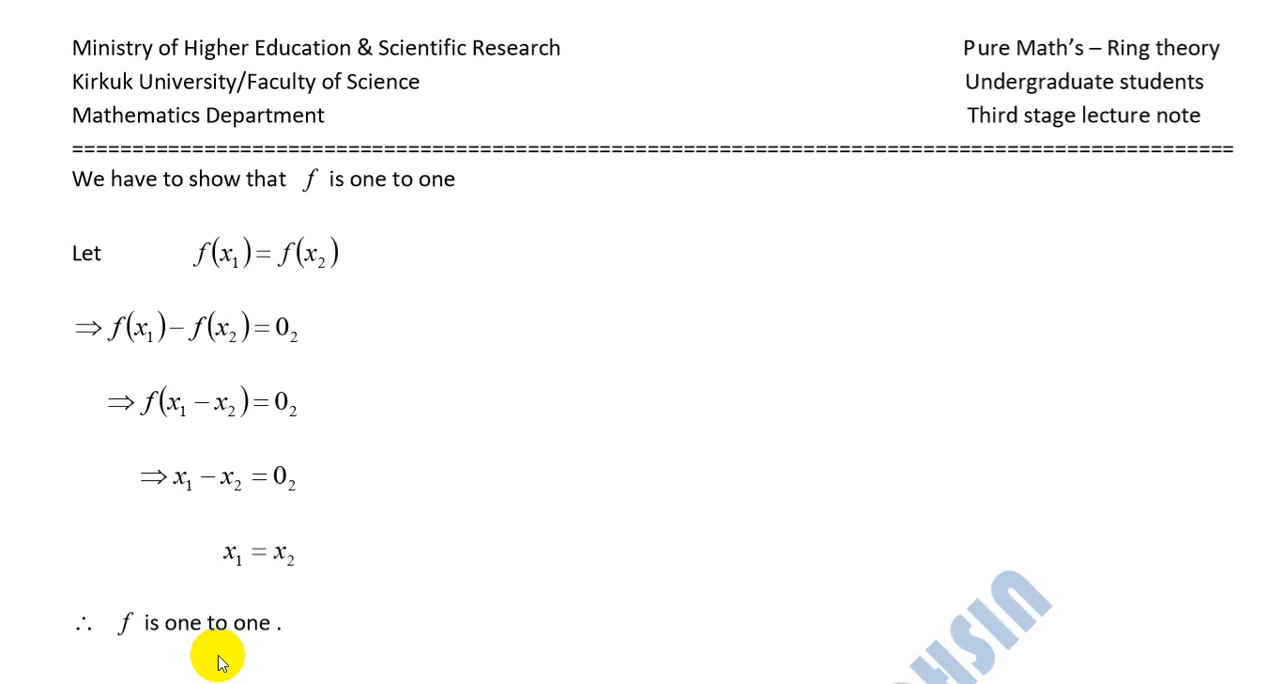 Ministry of Higher Education & Scientific Research
Pure Math's – Ring theory
Kirkuk University/Faculty of Science
Undergraduate students
Mathematics Department
Third stage lecture note
=================================================================================================
We have to show that f is one to one
Let f(x₁) = f(x₂)
⇒ f(x₁) – f(x₂) = 0₂
⇒ f(x₁ – x₂) = 0₂
⇒ x₁ – x₂ = 0₂
x₁ = x₂
∴ f is one to one .
HSIN